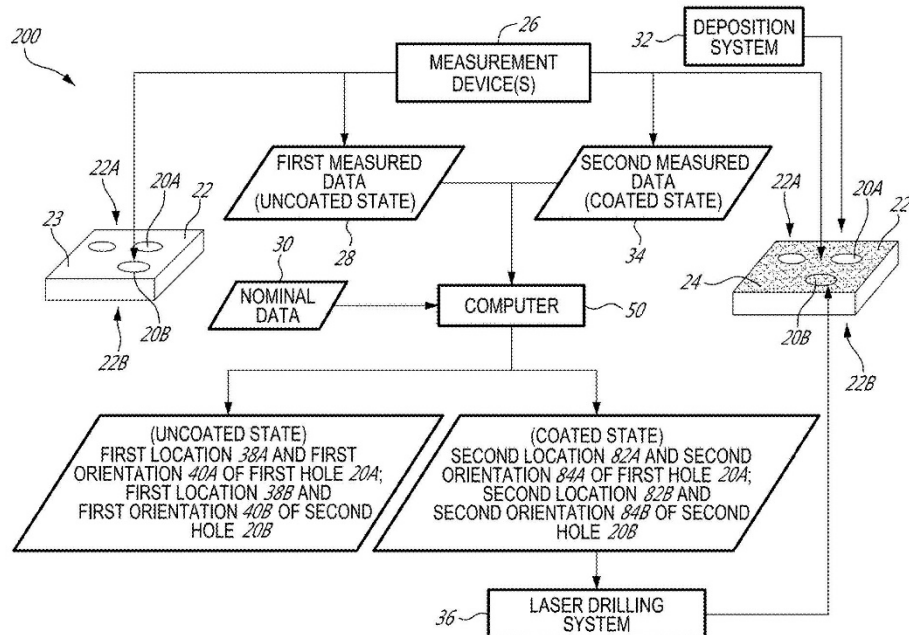 200
26
MEASUREMENT
DEVICE(S)
32
DEPOSITION
SYSTEM
FIRST MEASURED
DATA
(UNCOATED STATE)
28
SECOND MEASURED
DATA
(COATED STATE)
34
22A
20A
22
23
20B
22B
22A
20A
22
24
20B
22B
30
NOMINAL
DATA
COMPUTER
50
(UNCOATED STATE)
FIRST LOCATION 38A AND FIRST
ORIENTATION 40A OF FIRST HOLE 20A;
FIRST LOCATION 38B AND
FIRST ORIENTATION 40B OF SECOND
HOLE 20B
(COATED STATE)
SECOND LOCATION 82A AND SECOND
ORIENTATION 84A OF FIRST HOLE 20A;
SECOND LOCATION 82B AND
SECOND ORIENTATION 84B OF SECOND
HOLE 20B
36
LASER DRILLING
SYSTEM